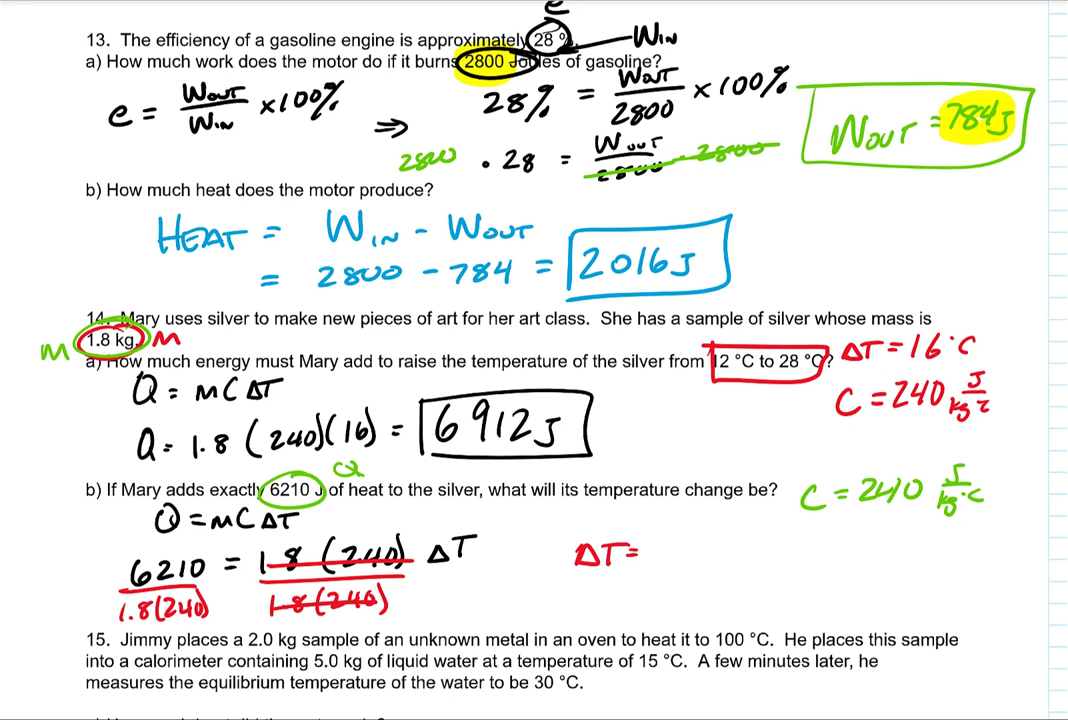 e
13. The efficiency of a gasoline engine is approximately 28 %. WIN
a) How much work does the motor do if it burns 2800 Joules of gasoline?
e = WOUT/WIN x100% => 28% = WOUT/2800 x 100%
2800 · .28 = WOUT/2800 · 2800
WOUT = 784J
b) How much heat does the motor produce?
HEAT = WIN - WOUT
= 2800 - 784 = 2016J
14. Mary uses silver to make new pieces of art for her art class. She has a sample of silver whose mass is
M 1.8 kg. M
a) How much energy must Mary add to raise the temperature of the silver from 12 °C to 28 °C? ΔT = 16°C
Q = MCΔT
C = 240 J/kg°C
Q = 1.8 (240)(16) = 6912J
Q
b) If Mary adds exactly 6210 J of heat to the silver, what will its temperature change be? C = 240 J/kg°C
Q = MCΔT
6210 = 1.8 (240) ΔT ΔT =
1.8(240) 1.8(240)
15. Jimmy places a 2.0 kg sample of an unknown metal in an oven to heat it to 100 °C. He places this sample
into a calorimeter containing 5.0 kg of liquid water at a temperature of 15 °C. A few minutes later, he
measures the equilibrium temperature of the water to be 30 °C.